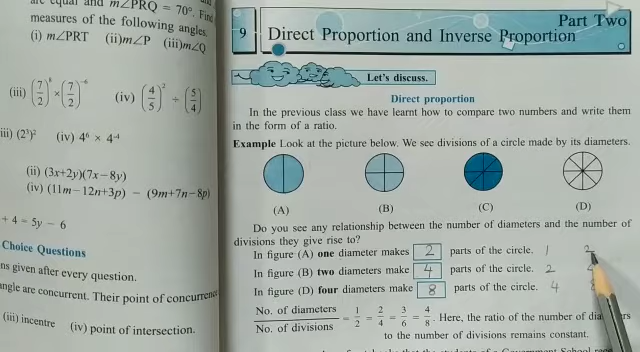 are equal and m∠PRQ = 70°. Find
measures of the following angles.
(i) m∠PRT (ii) m∠P (iii) m∠Q
(iii) (7/2)⁶ × (7/2)⁻⁶ (iv) (4/5)² ÷ (5/4)
iii) (2³)² (iv) 4⁶ × 4⁻⁴
(ii) (3x+2y)(7x−8y)
(iv) (11m−12n+3p) − (9m+7n−8p)
+ 4 = 5y − 6
Choice Questions
ns given after every question.
angle are concurrent. Their point of concurrence
(iii) incentre (iv) point of intersection.
Part Two
9 Direct Proportion and Inverse Proportion
Let's discuss.
Direct proportion
In the previous class we have learnt how to compare two numbers and write them
in the form of a ratio.
Example Look at the picture below. We see divisions of a circle made by its diameters.
(A) (B) (C) (D)
Do you see any relationship between the number of diameters and the number of
divisions they give rise to?
In figure (A) one diameter makes 2 parts of the circle. 1 2
In figure (B) two diameters make 4 parts of the circle. 2 4
In figure (D) four diameters make 8 parts of the circle. 4 8
No. of diameters / No. of divisions = 1/2 = 2/4 = 3/6 = 4/8. Here, the ratio of the number of dia rs
to the number of divisions remains constant.